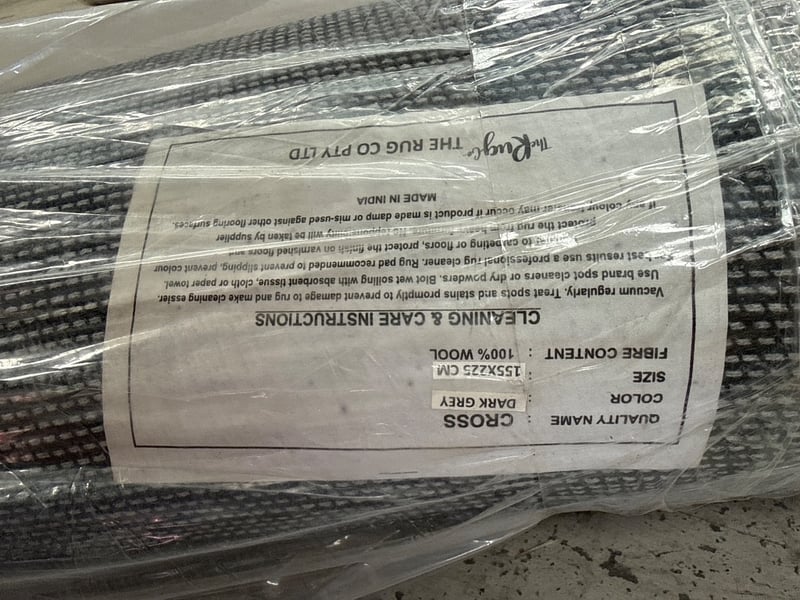 QUALITY NAME : CROSS
COLOR : DARK GREY
SIZE : 155X225 CM
FIBRE CONTENT : 100% WOOL
CLEANING & CARE INSTRUCTIONS
Vacuum regularly. Treat spots and stains promptly to prevent damage to rug and make cleaning easier.
Use brand spot cleaners or dry powders. Blot wet soiling with absorbent tissue, cloth or paper towel.
For best results use a professional rug cleaner. Rug pad recommended to prevent slipping, prevent colour
to carpeting or floors, protect the finish on varnished floors and
protect the rug from heavy No responsibility will be taken by supplier
if any colour transfer may occur if product is made damp or mis-used against other flooring surfaces.
MADE IN INDIA
The Rug Co THE RUG CO PTY LTD